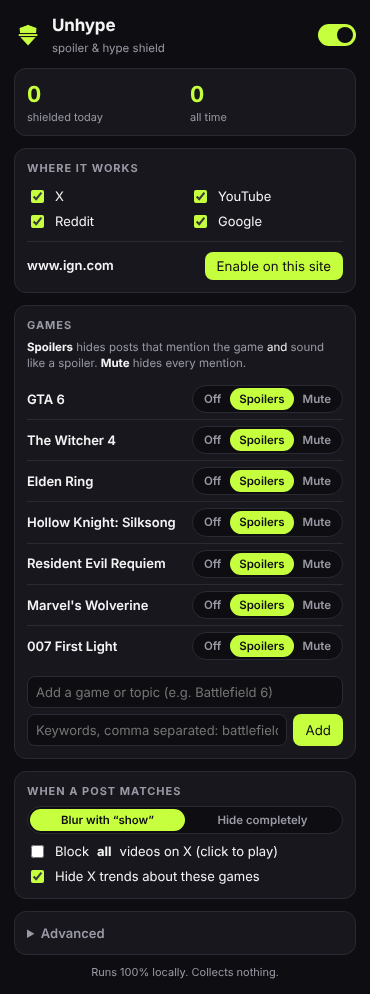 Unhype
spoiler & hype shield
0 0
shielded today all time
WHERE IT WORKS
X YouTube
Reddit Google
www.ign.com Enable on this site
GAMES
Spoilers hides posts that mention the game and sound
like a spoiler. Mute hides every mention.
GTA 6 Off Spoilers Mute
The Witcher 4 Off Spoilers Mute
Elden Ring Off Spoilers Mute
Hollow Knight: Silksong Off Spoilers Mute
Resident Evil Requiem Off Spoilers Mute
Marvel's Wolverine Off Spoilers Mute
007 First Light Off Spoilers Mute
Add a game or topic (e.g. Battlefield 6)
Keywords, comma separated: battlefield Add
WHEN A POST MATCHES
Blur with “show” Hide completely
Block all videos on X (click to play)
Hide X trends about these games
Advanced
Runs 100% locally. Collects nothing.